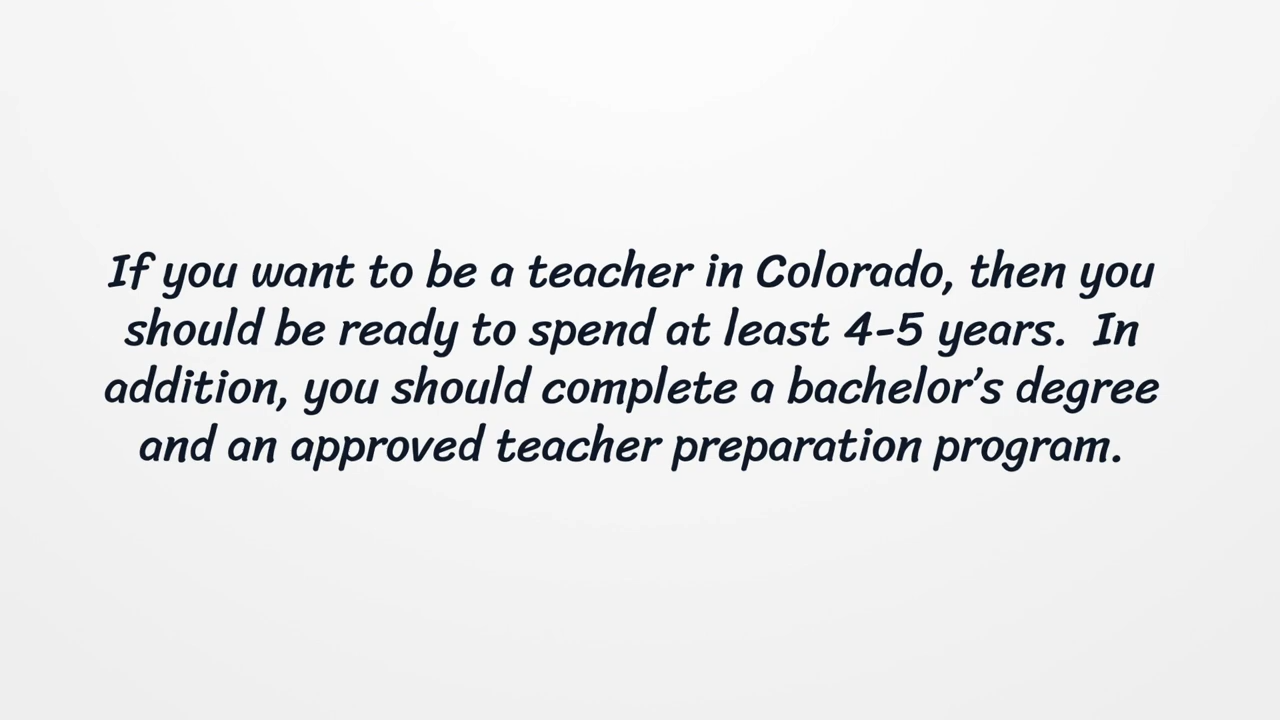 If you want to be a teacher in Colorado, then you
should be ready to spend at least 4-5 years.  In
addition, you should complete a bachelor’s degree
and an approved teacher preparation program.